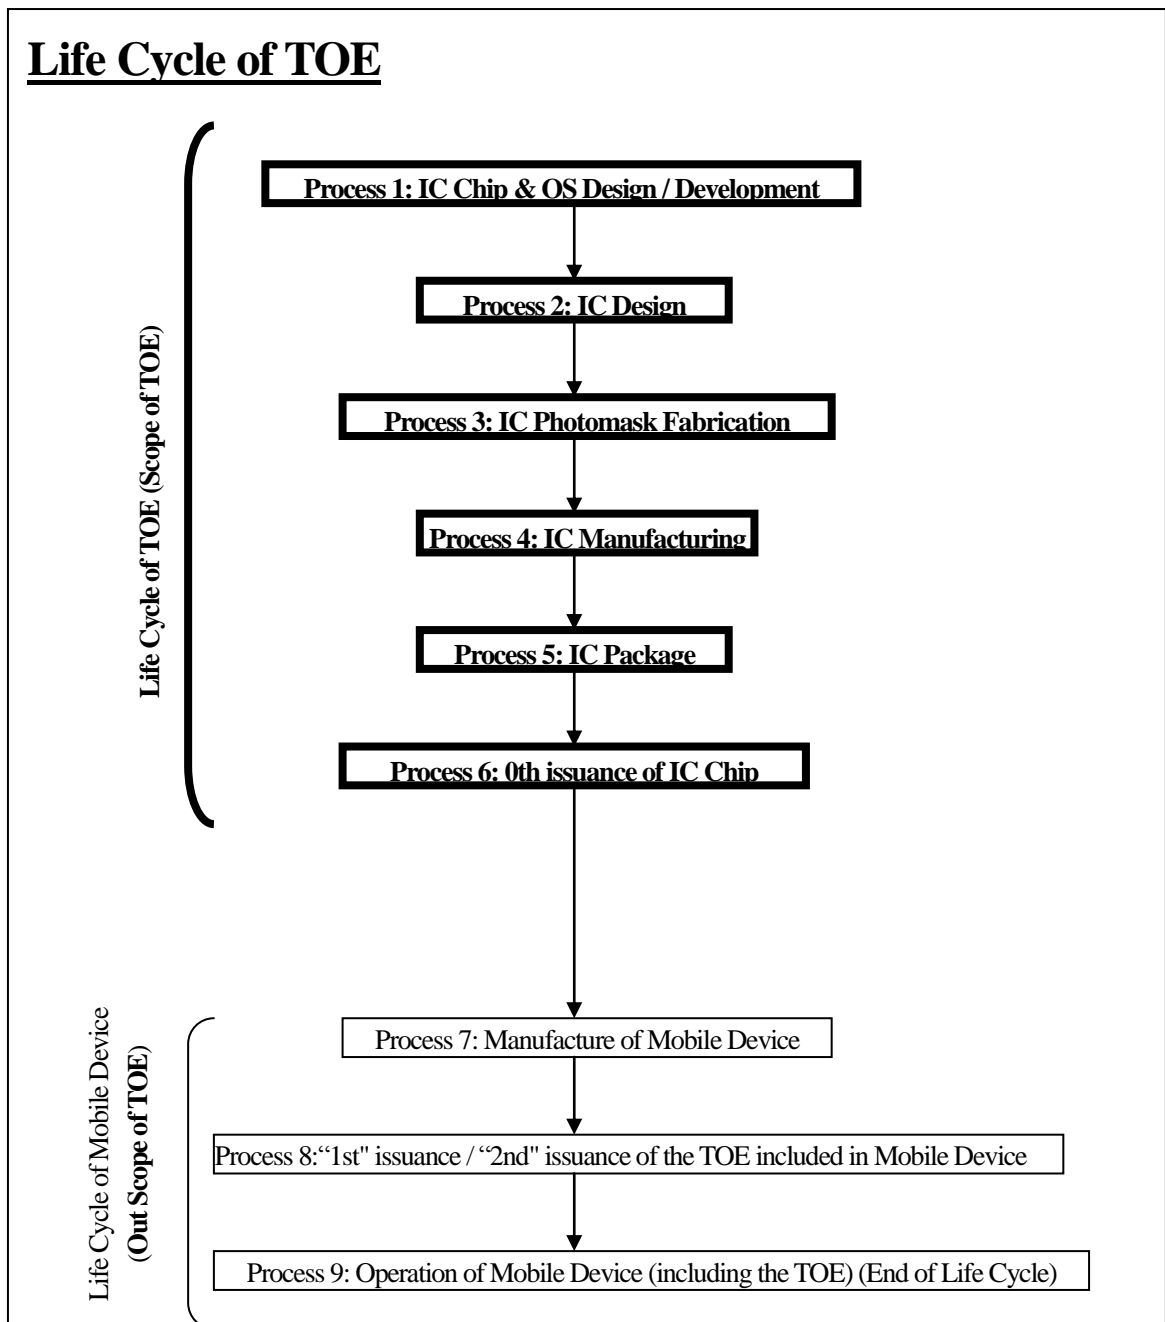 Life Cycle of TOE
Life Cycle of TOE (Scope of TOE)
Process 1: IC Chip & OS Design / Development
Process 2: IC Design
Process 3: IC Photomask Fabrication
Process 4: IC Manufacturing
Process 5: IC Package
Process 6: 0th issuance of IC Chip
Life Cycle of Mobile Device
(Out Scope of TOE)
Process 7: Manufacture of Mobile Device
Process 8:“1st" issuance / “2nd" issuance of the TOE included in Mobile Device
Process 9: Operation of Mobile Device (including the TOE) (End of Life Cycle)